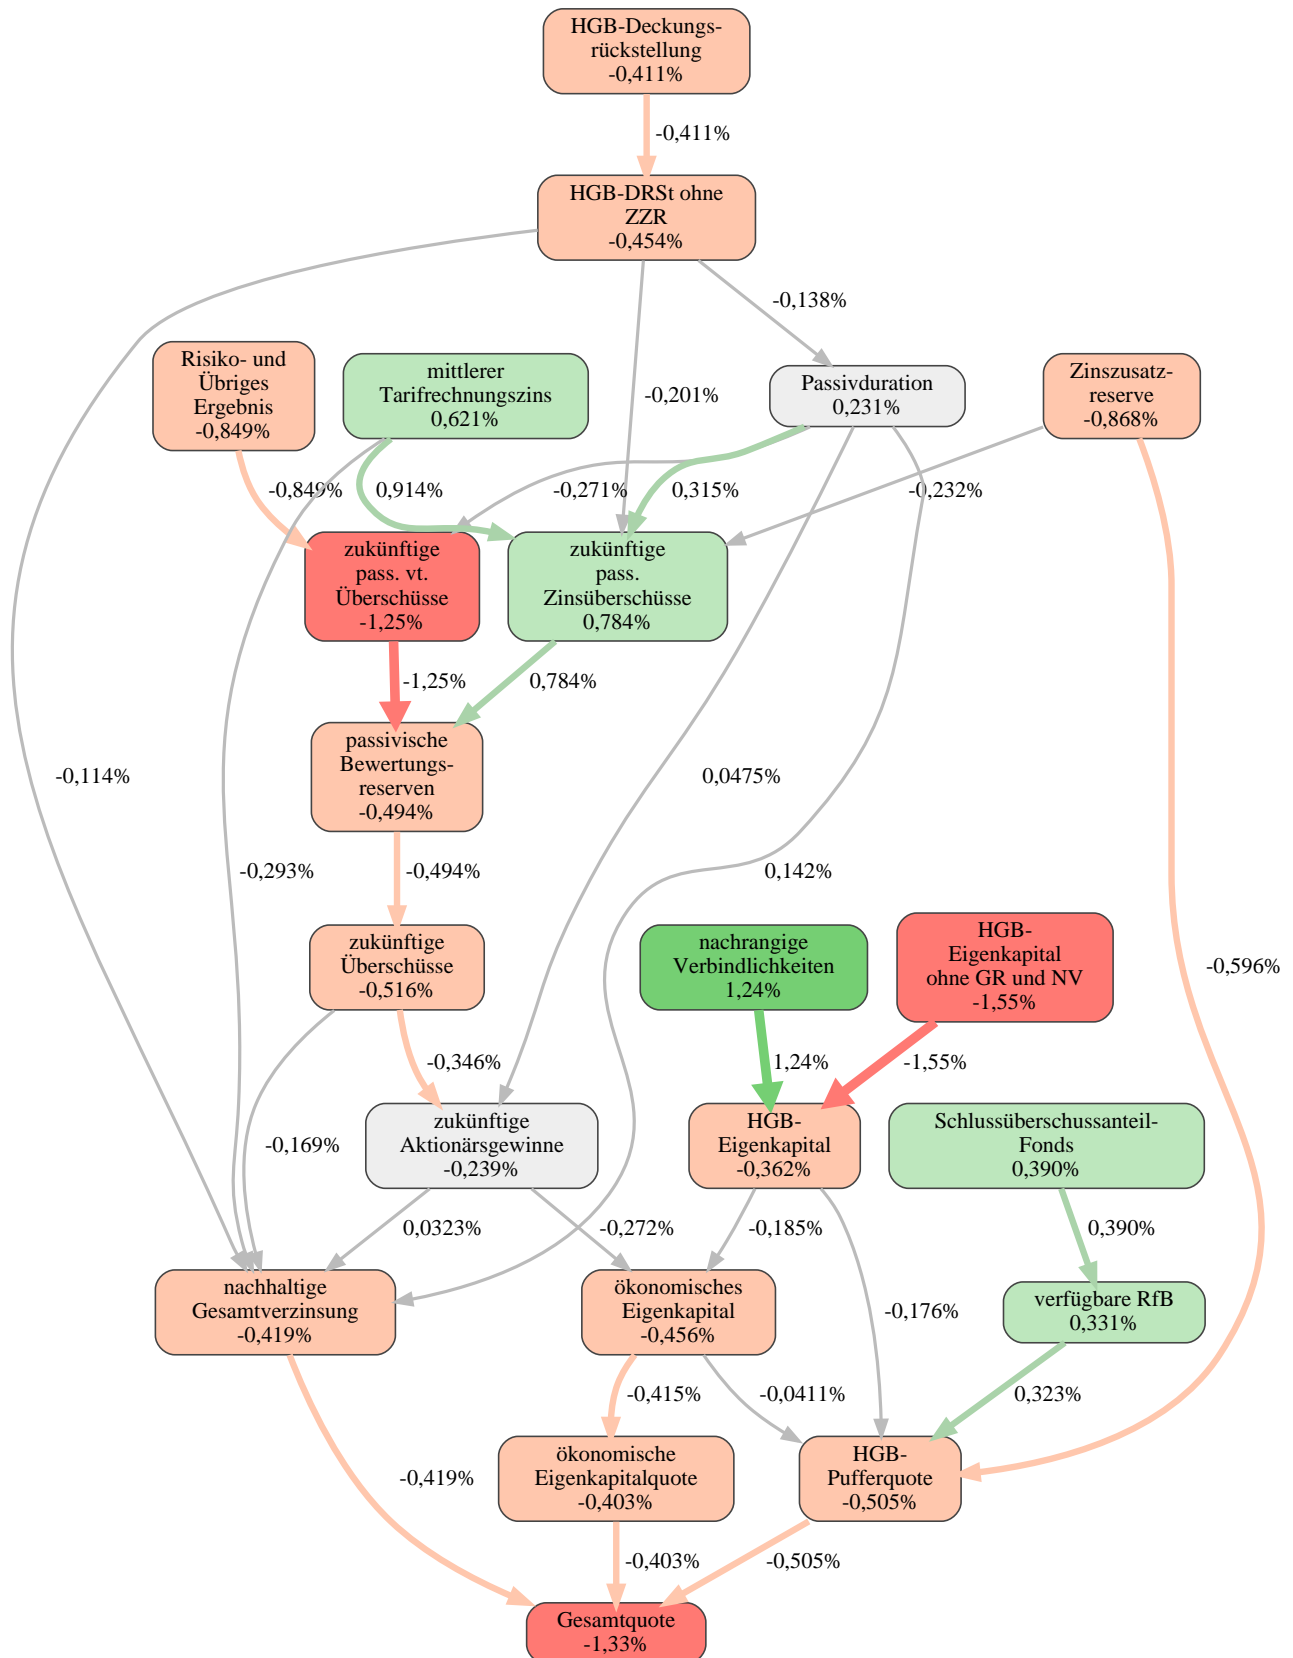 HGB-Deckungs-
rückstellung
-0,411%
-0,411%
HGB-DRSt ohne
ZZR
-0,454%
-0,138%
Risiko- und
Übriges
Ergebnis
-0,849%
mittlerer
Tarifrechnungszins
0,621%
-0,201%
Passivduration
0,231%
Zinszusatz-
reserve
-0,868%
-0,849%
0,914%
-0,271%
0,315%
-0,232%
zukünftige
pass. vt.
Überschüsse
-1,25%
zukünftige
pass.
Zinsüberschüsse
0,784%
-1,25%
0,784%
passivische
Bewertungs-
reserven
-0,494%
-0,114%
0,0475%
-0,293%
-0,494%
0,142%
zukünftige
Überschüsse
-0,516%
nachrangige
Verbindlichkeiten
1,24%
HGB-
Eigenkapital
ohne GR und NV
-1,55%
-0,596%
-0,346%
1,24%
-1,55%
-0,169%
zukünftige
Aktionärsgewinne
-0,239%
HGB-
Eigenkapital
-0,362%
Schlussüberschussanteil-
Fonds
0,390%
0,0323%
-0,272%
-0,185%
0,390%
nachhaltige
Gesamtverzinsung
-0,419%
ökonomisches
Eigenkapital
-0,456%
-0,176%
verfügbare RfB
0,331%
-0,415%
-0,0411%
0,323%
-0,419%
ökonomische
Eigenkapitalquote
-0,403%
HGB-
Pufferquote
-0,505%
-0,403%
-0,505%
Gesamtquote
-1,33%